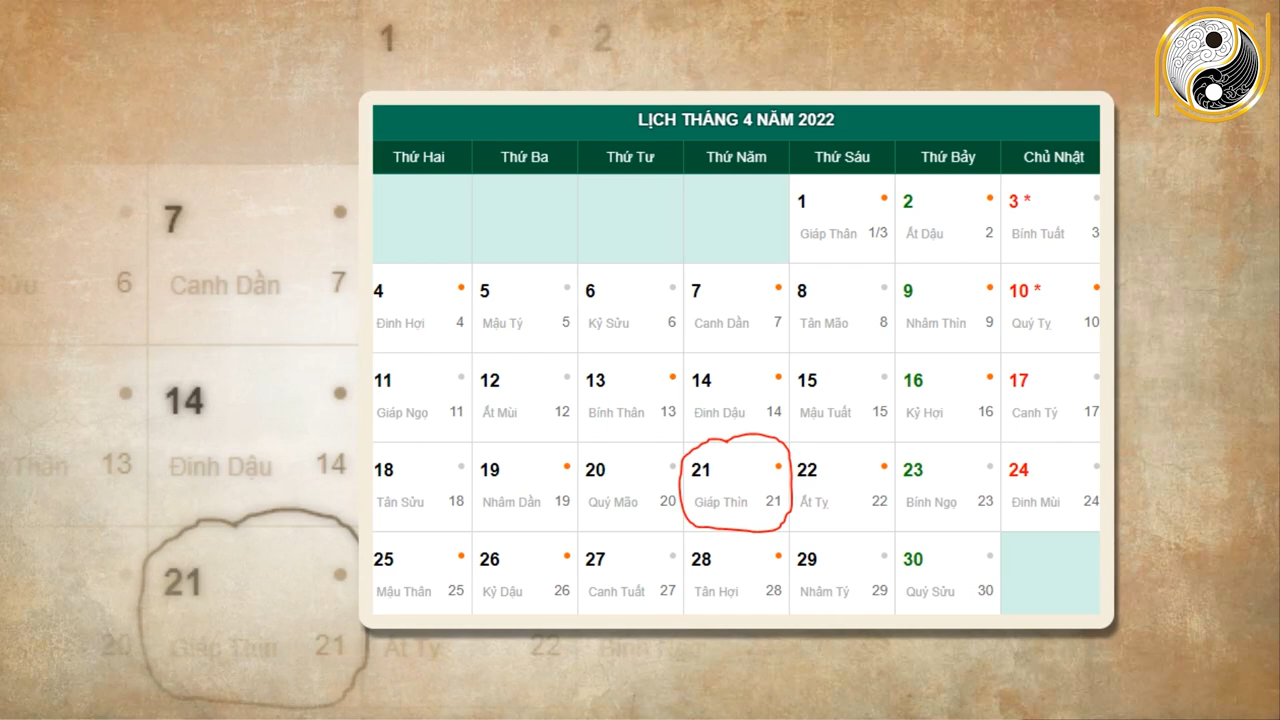 1 2
LỊCH THÁNG 4 NĂM 2022
Thứ Hai Thứ Ba Thứ Tư Thứ Năm Thứ Sáu Thứ Bảy Chủ Nhật
1 2 3 *
Giáp Thân 1/3 Ất Dậu 2 Bính Tuất 3
4 5 6 7 8 9 10 *
Đinh Hợi 4 Mậu Tý 5 Kỷ Sửu 6 Canh Dần 7 Tân Mão 8 Nhâm Thìn 9 Quý Tỵ 10
11 12 13 14 15 16 17
Giáp Ngọ 11 Ất Mùi 12 Bính Thân 13 Đinh Dậu 14 Mậu Tuất 15 Kỷ Hợi 16 Canh Tý 17
18 19 20 21 22 23 24
Tân Sửu 18 Nhâm Dần 19 Quý Mão 20 Giáp Thìn 21 Ất Tỵ 22 Bính Ngọ 23 Đinh Mùi 24
25 26 27 28 29 30
Mậu Thân 25 Kỷ Dậu 26 Canh Tuất 27 Tân Hợi 28 Nhâm Tý 29 Quý Sửu 30
7
6 Canh Dần 7
14
Thân 13 Đinh Dậu 14
21
20 Giáp Thìn 21 Ất Tỵ 22